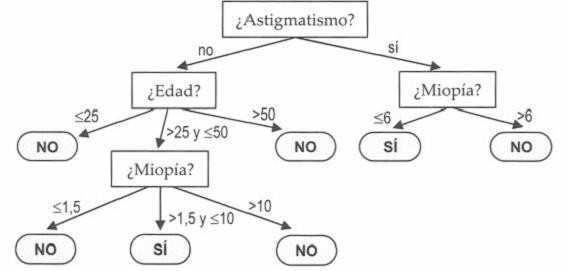 ¿Astigmatismo?
no
sí
¿Edad?
¿Miopía?
≤25
>25 y ≤50
>50
≤6
>6
NO
NO
SÍ
NO
¿Miopía?
≤1,5
>1,5 y ≤10
>10
NO
SÍ
NO